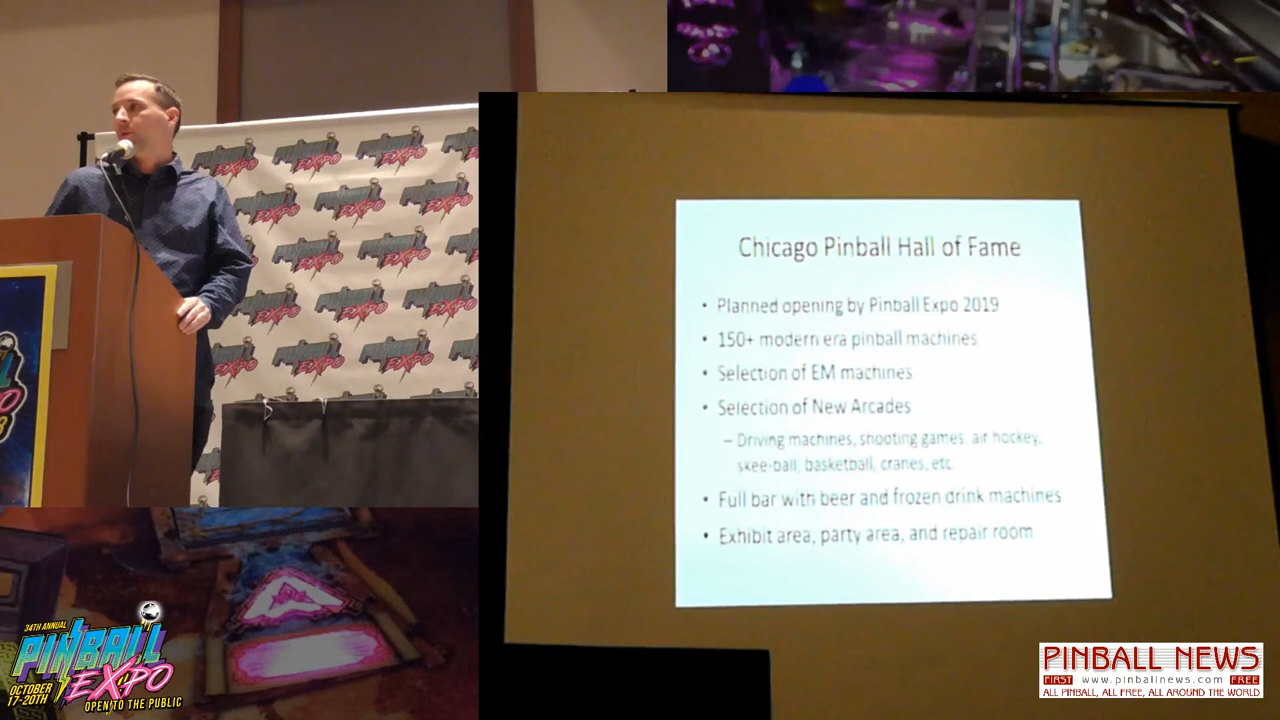 Chicago Pinball Hall of Fame
• Planned opening by Pinball Expo 2019
• 150+ modern era pinball machines
• Selection of EM machines
• Selection of New Arcades
– Driving machines, shooting games, air hockey,
skee-ball, basketball, cranes, etc.
• Full bar with beer and frozen drink machines
• Exhibit area, party area, and repair room
PINBALL EXPO
34TH ANNUAL
PINBALL
EXPO
OCTOBER
17-20TH
OPEN TO THE PUBLIC
PINBALL NEWS
FIRST www.pinballnews.com FREE
ALL PINBALL, ALL FREE, ALL AROUND THE WORLD